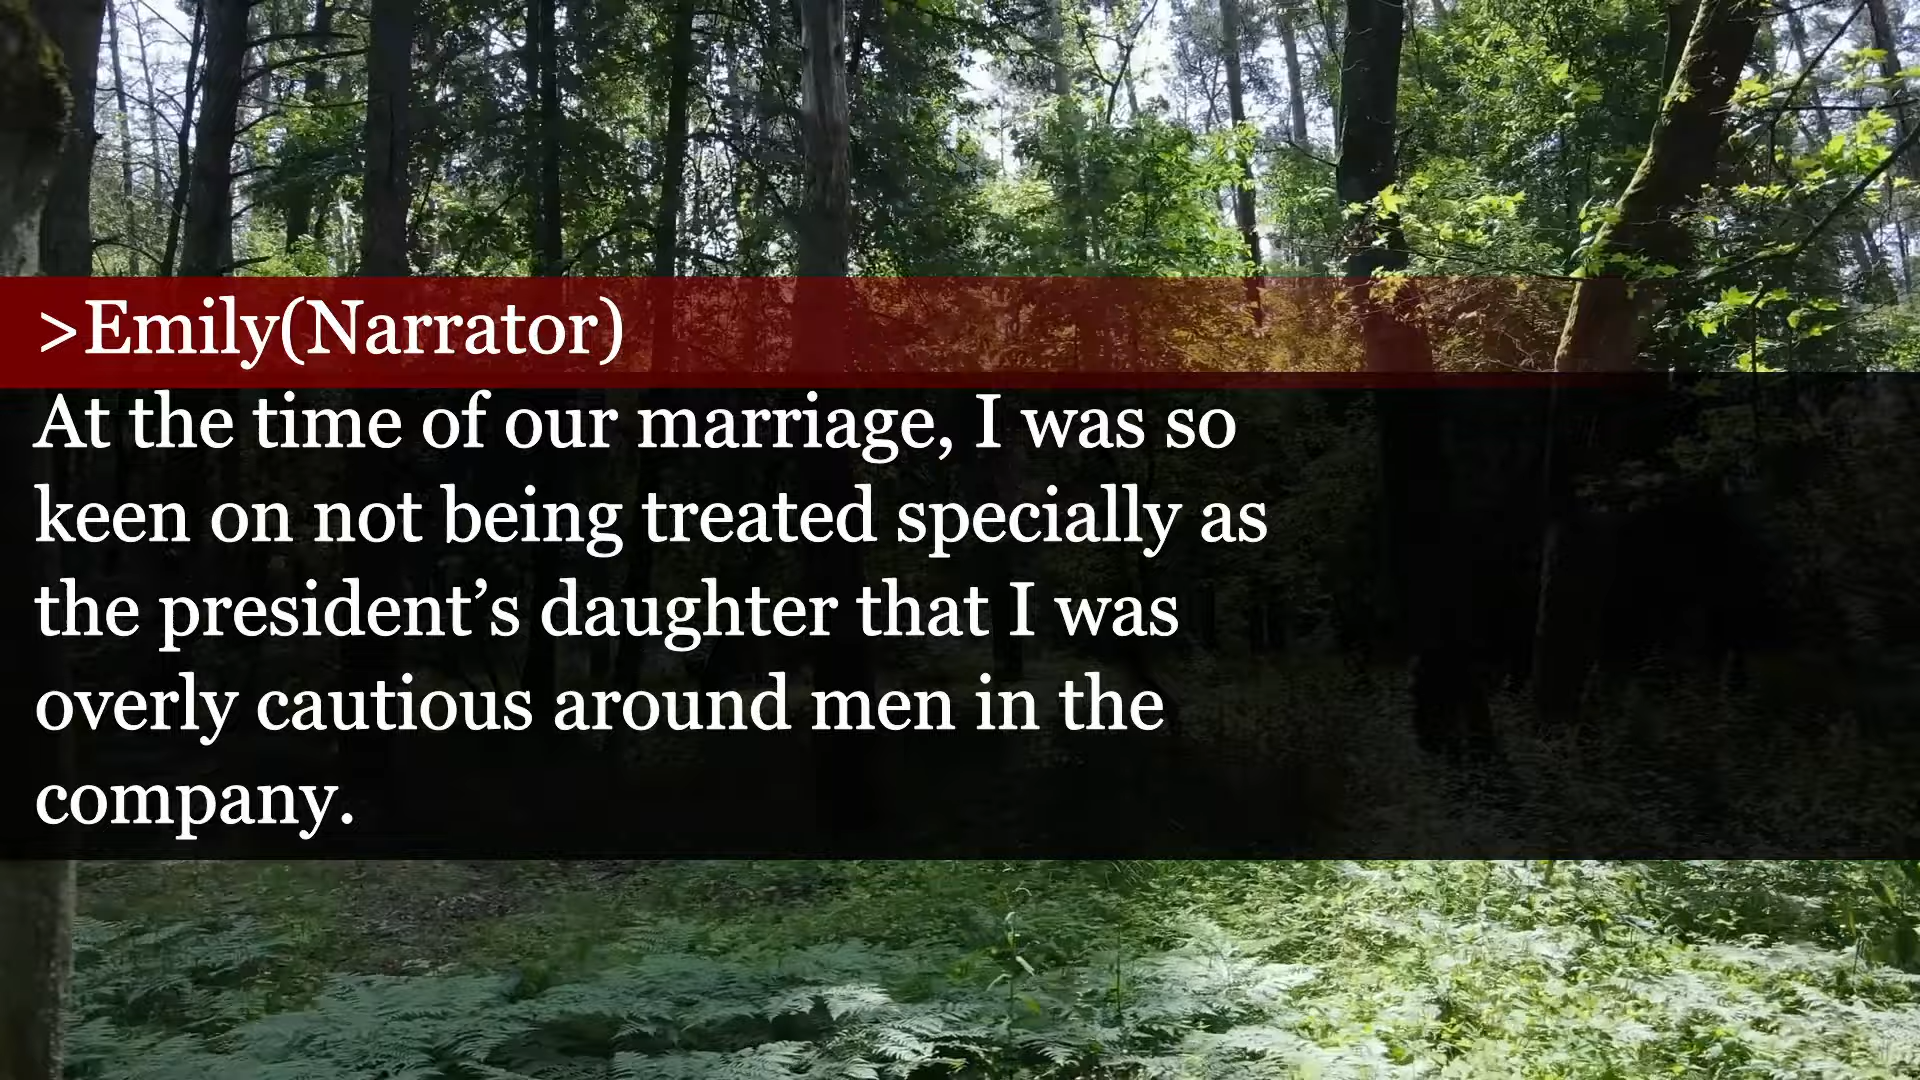 >Emily(Narrator)
At the time of our marriage, I was so
keen on not being treated specially as
the president’s daughter that I was
overly cautious around men in the
company.